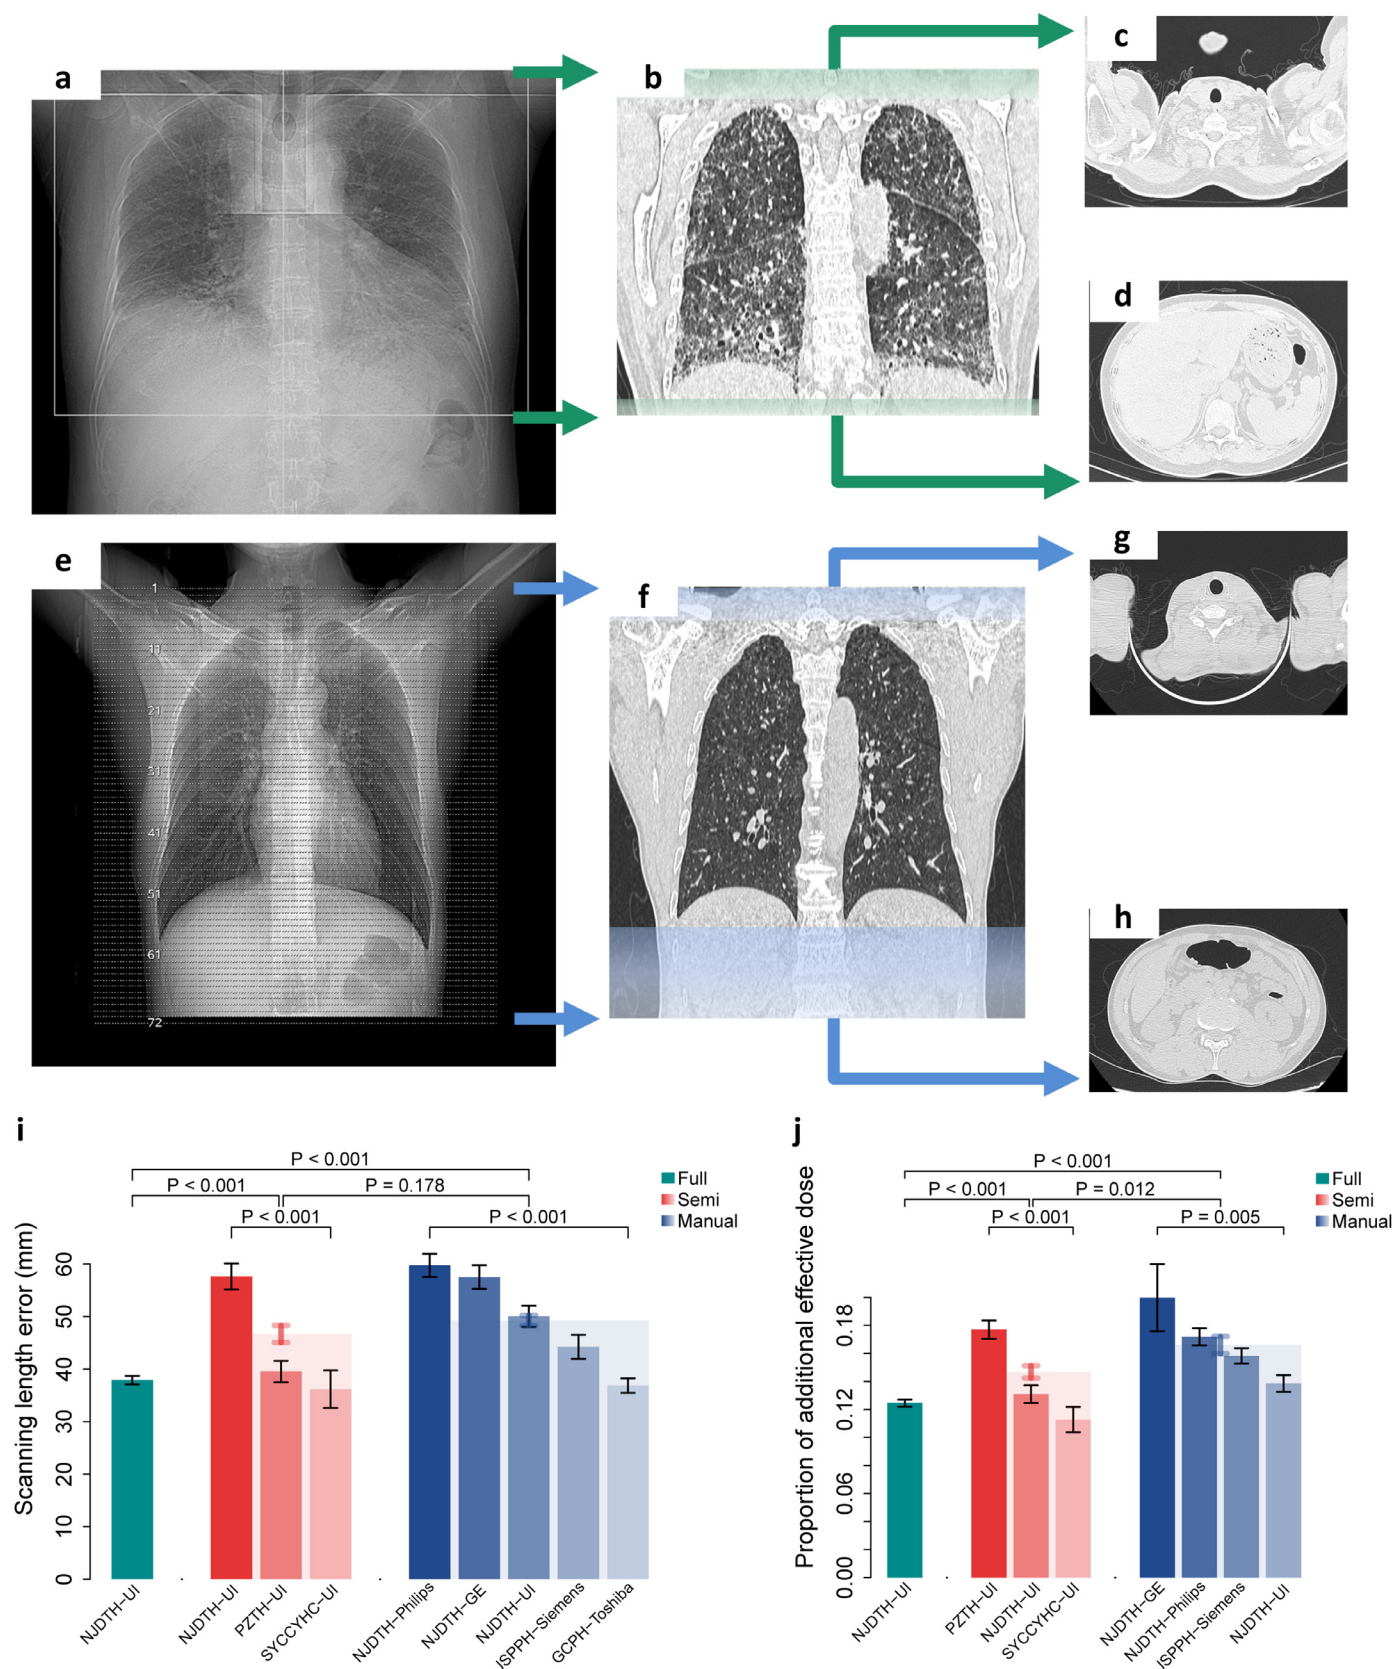 a
b
c
d
e
f
g
h
1
11
21
31
41
51
61
72
i
P < 0.001
P < 0.001
P = 0.178
P < 0.001
P < 0.001
Full
Semi
Manual
Scanning length error (mm)
60
50
40
30
20
10
0
NJDTH-UI
NJDTH-UI
PZTH-UI
SYCCYHC-UI
NJDTH-Philips
NJDTH-GE
NJDTH-UI
ISPPH-Siemens
GCPH-Toshiba
j
P < 0.001
P < 0.001
P = 0.012
P < 0.001
P = 0.005
Full
Semi
Manual
Proportion of additional effective dose
0.18
0.12
0.06
0.00
NJDTH-UI
PZTH-UI
NJDTH-UI
SYCCYHC-UI
NJDTH-GE
NJDTH-Philips
ISPPH-Siemens
NJDTH-UI